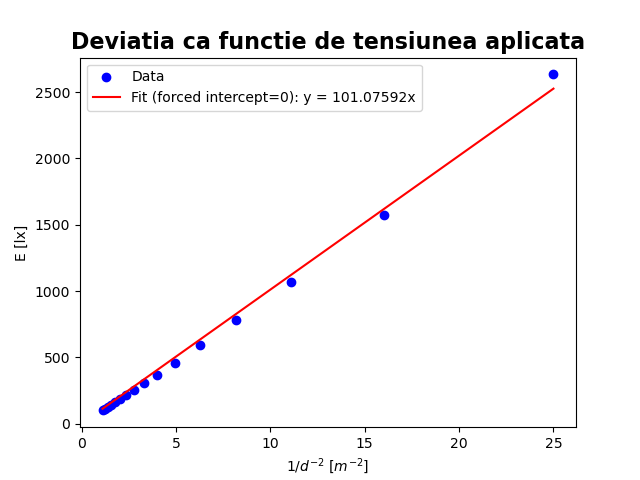 Deviatia ca functie de tensiunea aplicata
Data
Fit (forced intercept=0): y = 101.07592x
E [lx]
2500
2000
1500
1000
500
0
0 5 10 15 20 25
1/d⁻² [m⁻²]